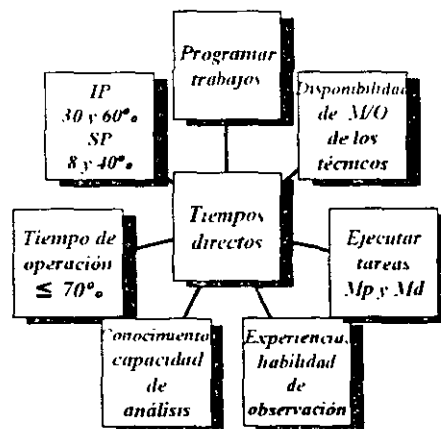 Programar
trabajos
IP
30 y 60%
SP
8 y 40%
Disponibilidad
de M/O
de los
técnicos
Tiempos
directos
Tiempo de
operación
≤ 70%
Ejecutar
tareas
Mp y Md
Conocimiento
capacidad
de
análisis
Experiencia
habilidad
de
observación